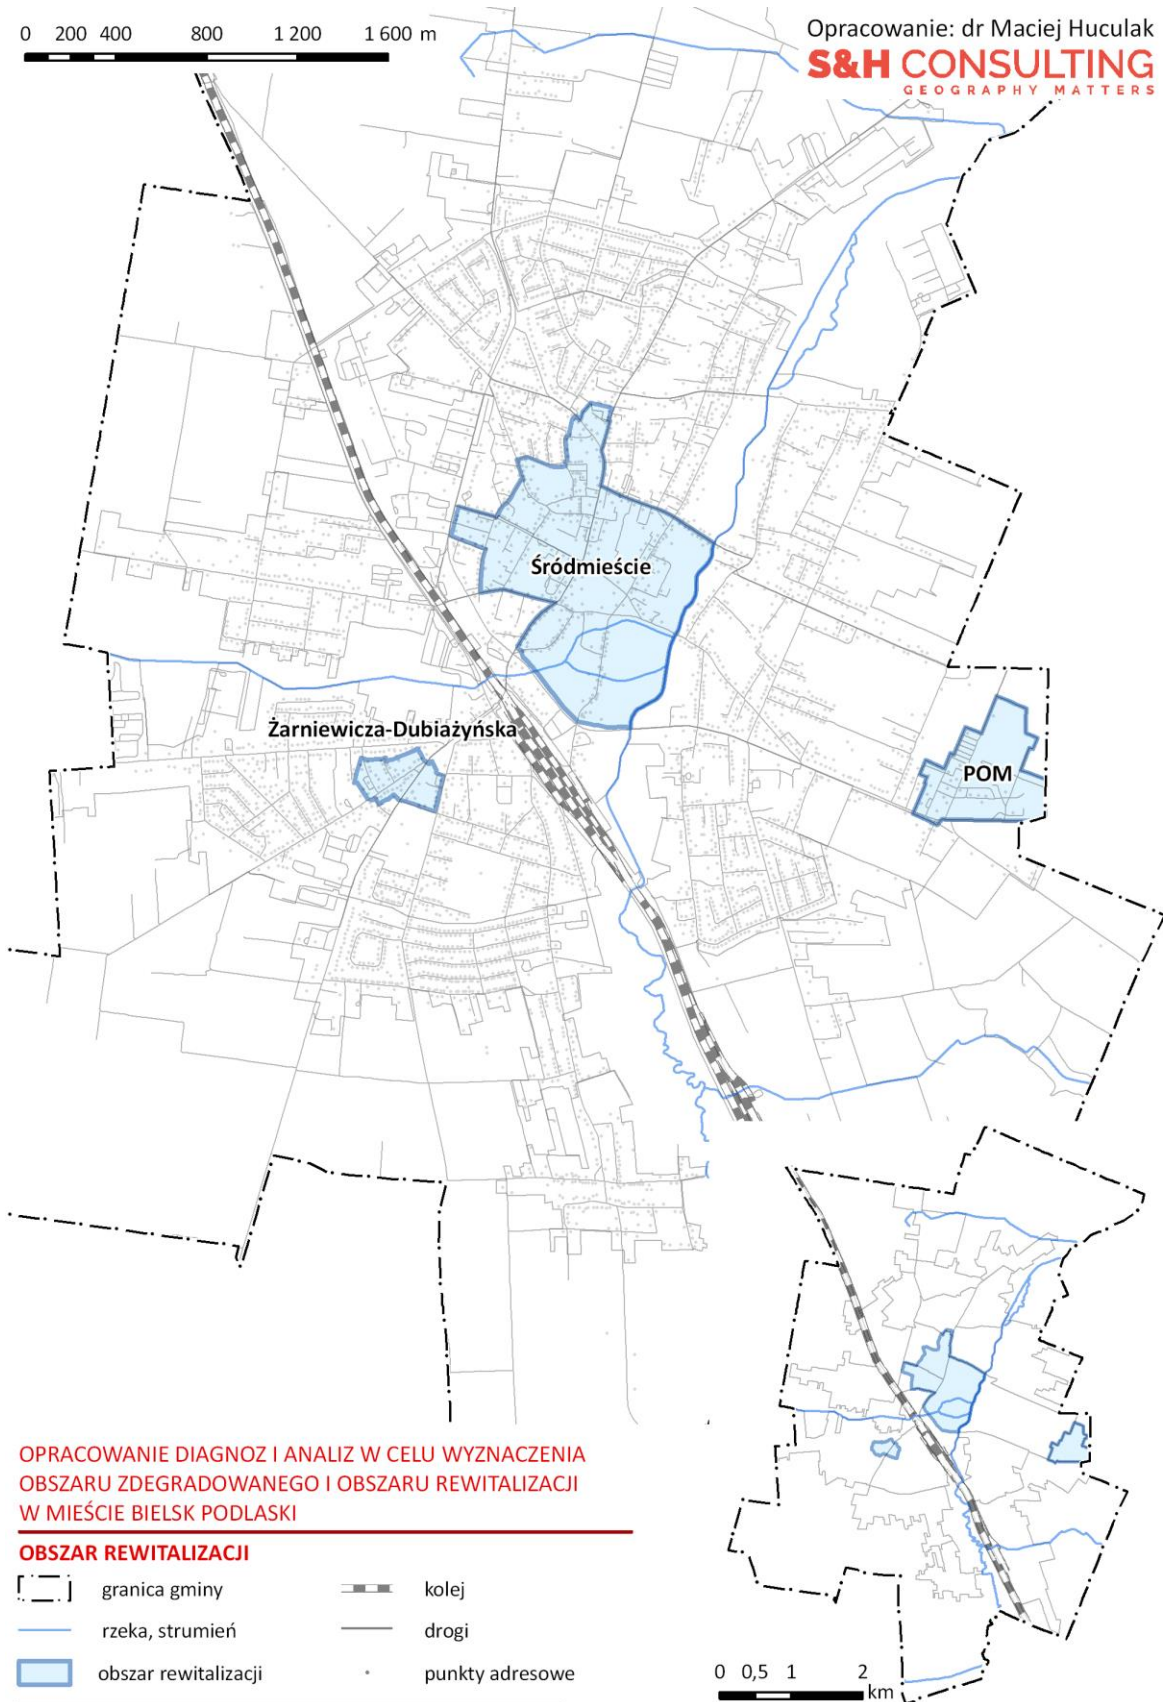 0 200 400 800 1 200 1 600 m
Opracowanie: dr Maciej Huculak
S&H CONSULTING
GEOGRAPHY MATTERS
Śródmieście
Żarniewicza-Dubiażyńska
POM
OPRACOWANIE DIAGNOZ I ANALIZ W CELU WYZNACZENIA
OBSZARU ZDEGRADOWANEGO I OBSZARU REWITALIZACJI
W MIEŚCIE BIELSK PODLASKI
OBSZAR REWITALIZACJI
granica gminy
kolej
rzeka, strumień
drogi
obszar rewitalizacji
punkty adresowe
0 0,5 1 2
km